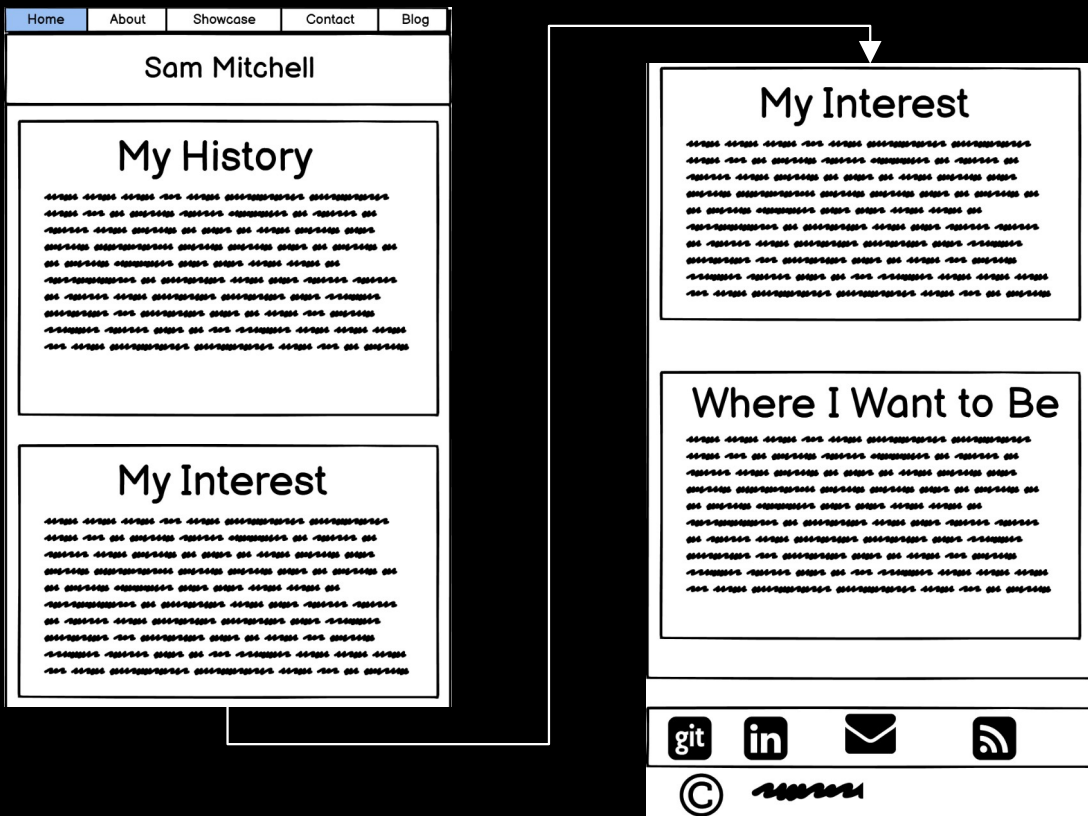 Home About Showcase Contact Blog
Sam Mitchell
My History
My Interest
My Interest
Where I Want to Be
git in
©